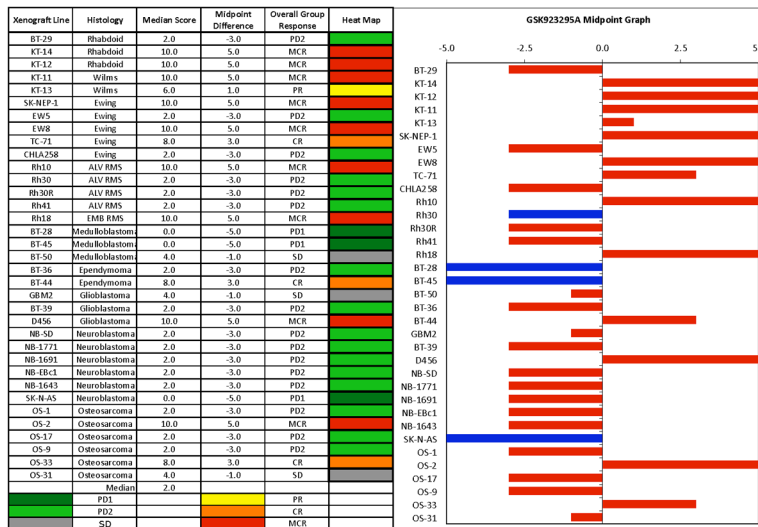 Xenograft Line Histology Median Score Midpoint Difference Overall Group Response Heat Map
BT-29 Rhabdoid 2.0 -3.0 PD2
KT-14 Rhabdoid 10.0 5.0 MCR
KT-12 Rhabdoid 10.0 5.0 MCR
KT-11 Wilms 10.0 5.0 MCR
KT-13 Wilms 6.0 1.0 PR
SK-NEP-1 Ewing 10.0 5.0 MCR
EW5 Ewing 2.0 -3.0 PD2
EW8 Ewing 10.0 5.0 MCR
TC-71 Ewing 8.0 3.0 CR
CHLA258 Ewing 2.0 -3.0 PD2
Rh10 ALV RMS 10.0 5.0 MCR
Rh30 ALV RMS 2.0 -3.0 PD2
Rh30R ALV RMS 2.0 -3.0 PD2
Rh41 ALV RMS 2.0 -3.0 PD2
Rh18 EMB RMS 10.0 5.0 MCR
BT-28 Medulloblastoma 0.0 -5.0 PD1
BT-45 Medulloblastoma 0.0 -5.0 PD1
BT-50 Medulloblastoma 4.0 -1.0 SD
BT-36 Ependymoma 2.0 -3.0 PD2
BT-44 Ependymoma 8.0 3.0 CR
GBM2 Glioblastoma 4.0 -1.0 SD
BT-39 Glioblastoma 2.0 -3.0 PD2
D456 Glioblastoma 10.0 5.0 MCR
NB-SD Neuroblastoma 2.0 -3.0 PD2
NB-1771 Neuroblastoma 2.0 -3.0 PD2
NB-1691 Neuroblastoma 2.0 -3.0 PD2
NB-EBc1 Neuroblastoma 2.0 -3.0 PD2
NB-1643 Neuroblastoma 2.0 -3.0 PD2
SK-N-AS Neuroblastoma 0.0 -5.0 PD1
OS-1 Osteosarcoma 2.0 -3.0 PD2
OS-2 Osteosarcoma 10.0 5.0 MCR
OS-17 Osteosarcoma 2.0 -3.0 PD2
OS-9 Osteosarcoma 2.0 -3.0 PD2
OS-33 Osteosarcoma 8.0 3.0 CR
OS-31 Osteosarcoma 4.0 -1.0 SD
Median 2.0
PD1 PR
PD2 CR
SD MCR
GSK923295A Midpoint Graph
-5.0 -2.0 0.0 2.0 5.0
BT-29
KT-14
KT-12
KT-11
KT-13
SK-NEP-1
EW5
EW8
TC-71
CHLA258
Rh10
Rh30
Rh30R
Rh41
Rh18
BT-28
BT-45
BT-50
BT-36
BT-44
GBM2
BT-39
D456
NB-SD
NB-1771
NB-1691
NB-EBc1
NB-1643
SK-N-AS
OS-1
OS-2
OS-17
OS-9
OS-33
OS-31